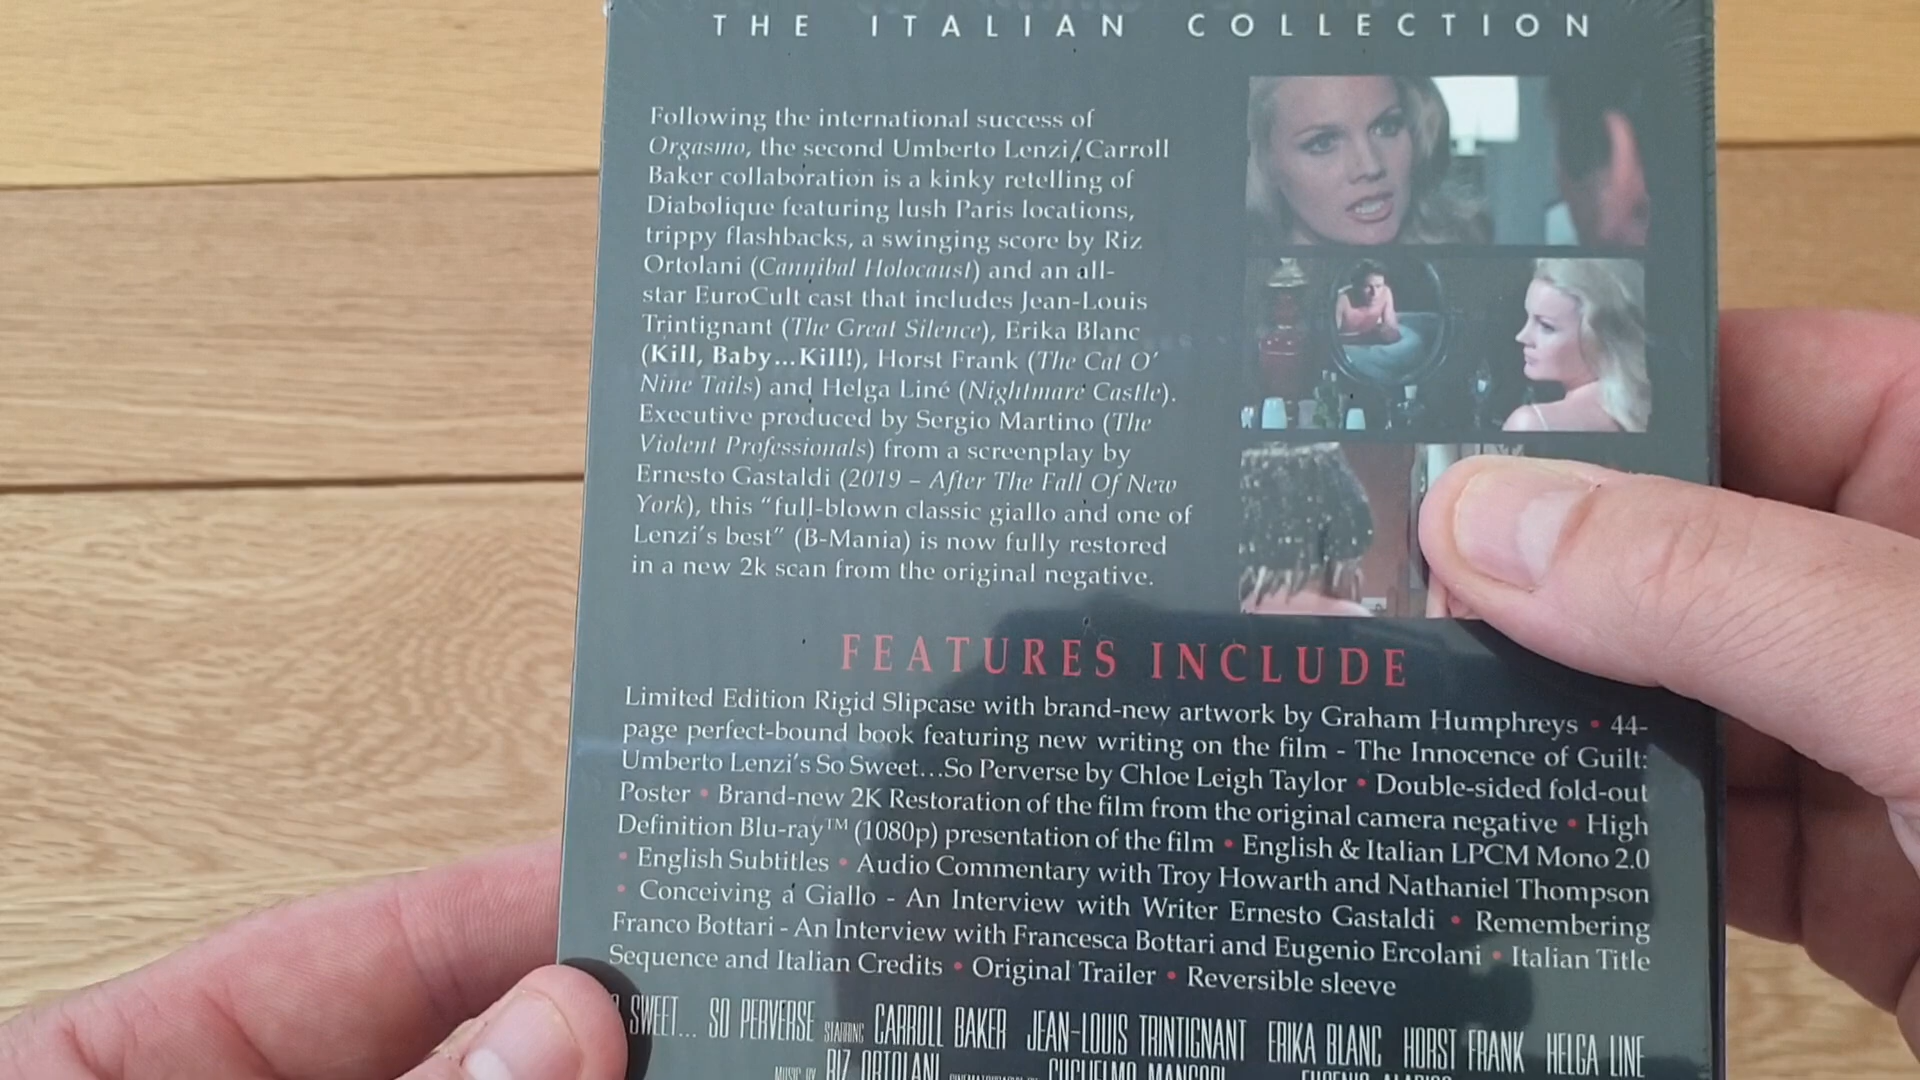 THE ITALIAN COLLECTION
Following the international success of
Orgasmo, the second Umberto Lenzi/Carroll
Baker collaboration is a kinky retelling of
Diabolique featuring lush Paris locations,
trippy flashbacks, a swinging score by Riz
Ortolani (Cannibal Holocaust) and an all-
star EuroCult cast that includes Jean-Louis
Trintignant (The Great Silence), Erika Blanc
(Kill, Baby...Kill!), Horst Frank (The Cat O'
Nine Tails) and Helga Liné (Nightmare Castle).
Executive produced by Sergio Martino (The
Violent Professionals) from a screenplay by
Ernesto Gastaldi (2019 – After The Fall Of New
York), this "full-blown classic giallo and one of
Lenzi's best" (B-Mania) is now fully restored
in a new 2k scan from the original negative.
FEATURES INCLUDE
Limited Edition Rigid Slipcase with brand-new artwork by Graham Humphreys • 44-
page perfect-bound book featuring new writing on the film - The Innocence of Guilt:
Umberto Lenzi's So Sweet...So Perverse by Chloe Leigh Taylor • Double-sided fold-out
Poster • Brand-new 2K Restoration of the film from the original camera negative • High
Definition Blu-ray™ (1080p) presentation of the film • English & Italian LPCM Mono 2.0
• English Subtitles • Audio Commentary with Troy Howarth and Nathaniel Thompson
• Conceiving a Giallo - An Interview with Writer Ernesto Gastaldi • Remembering
Franco Bottari - An Interview with Francesca Bottari and Eugenio Ercolani • Italian Title
Sequence and Italian Credits • Original Trailer • Reversible sleeve
SWEET... SO PERVERSE STARRING CARROLL BAKER JEAN-LOUIS TRINTIGNANT ERIKA BLANC HORST FRANK HELGA LINE
MUSIC BY RIZ ORTOLANI